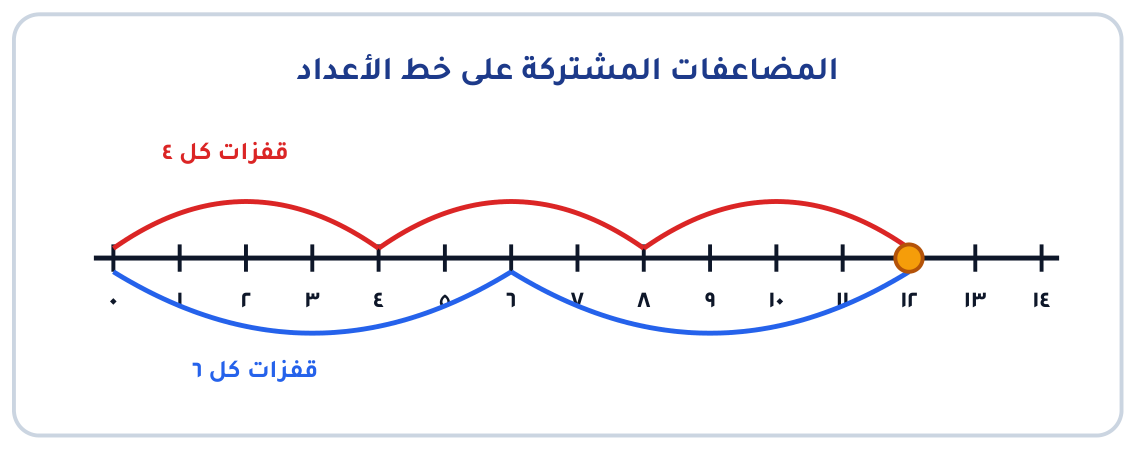 المضاعفات المشتركة على خط الأعداد
قفزات كل ٤
٠ ١ ٢ ٣ ٤ ٥ ٦ ٧ ٨ ٩ ١٠ ١١ ١٢ ١٣ ١٤
قفزات كل ٦